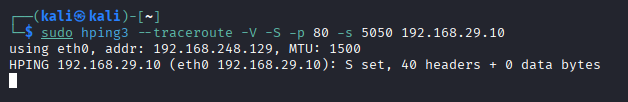 ┌──(kali㉿kali)-[~]
└─$ sudo hping3 --traceroute -V -S -p 80 -s 5050 192.168.29.10
using eth0, addr: 192.168.248.129, MTU: 1500
HPING 192.168.29.10 (eth0 192.168.29.10): S set, 40 headers + 0 data bytes